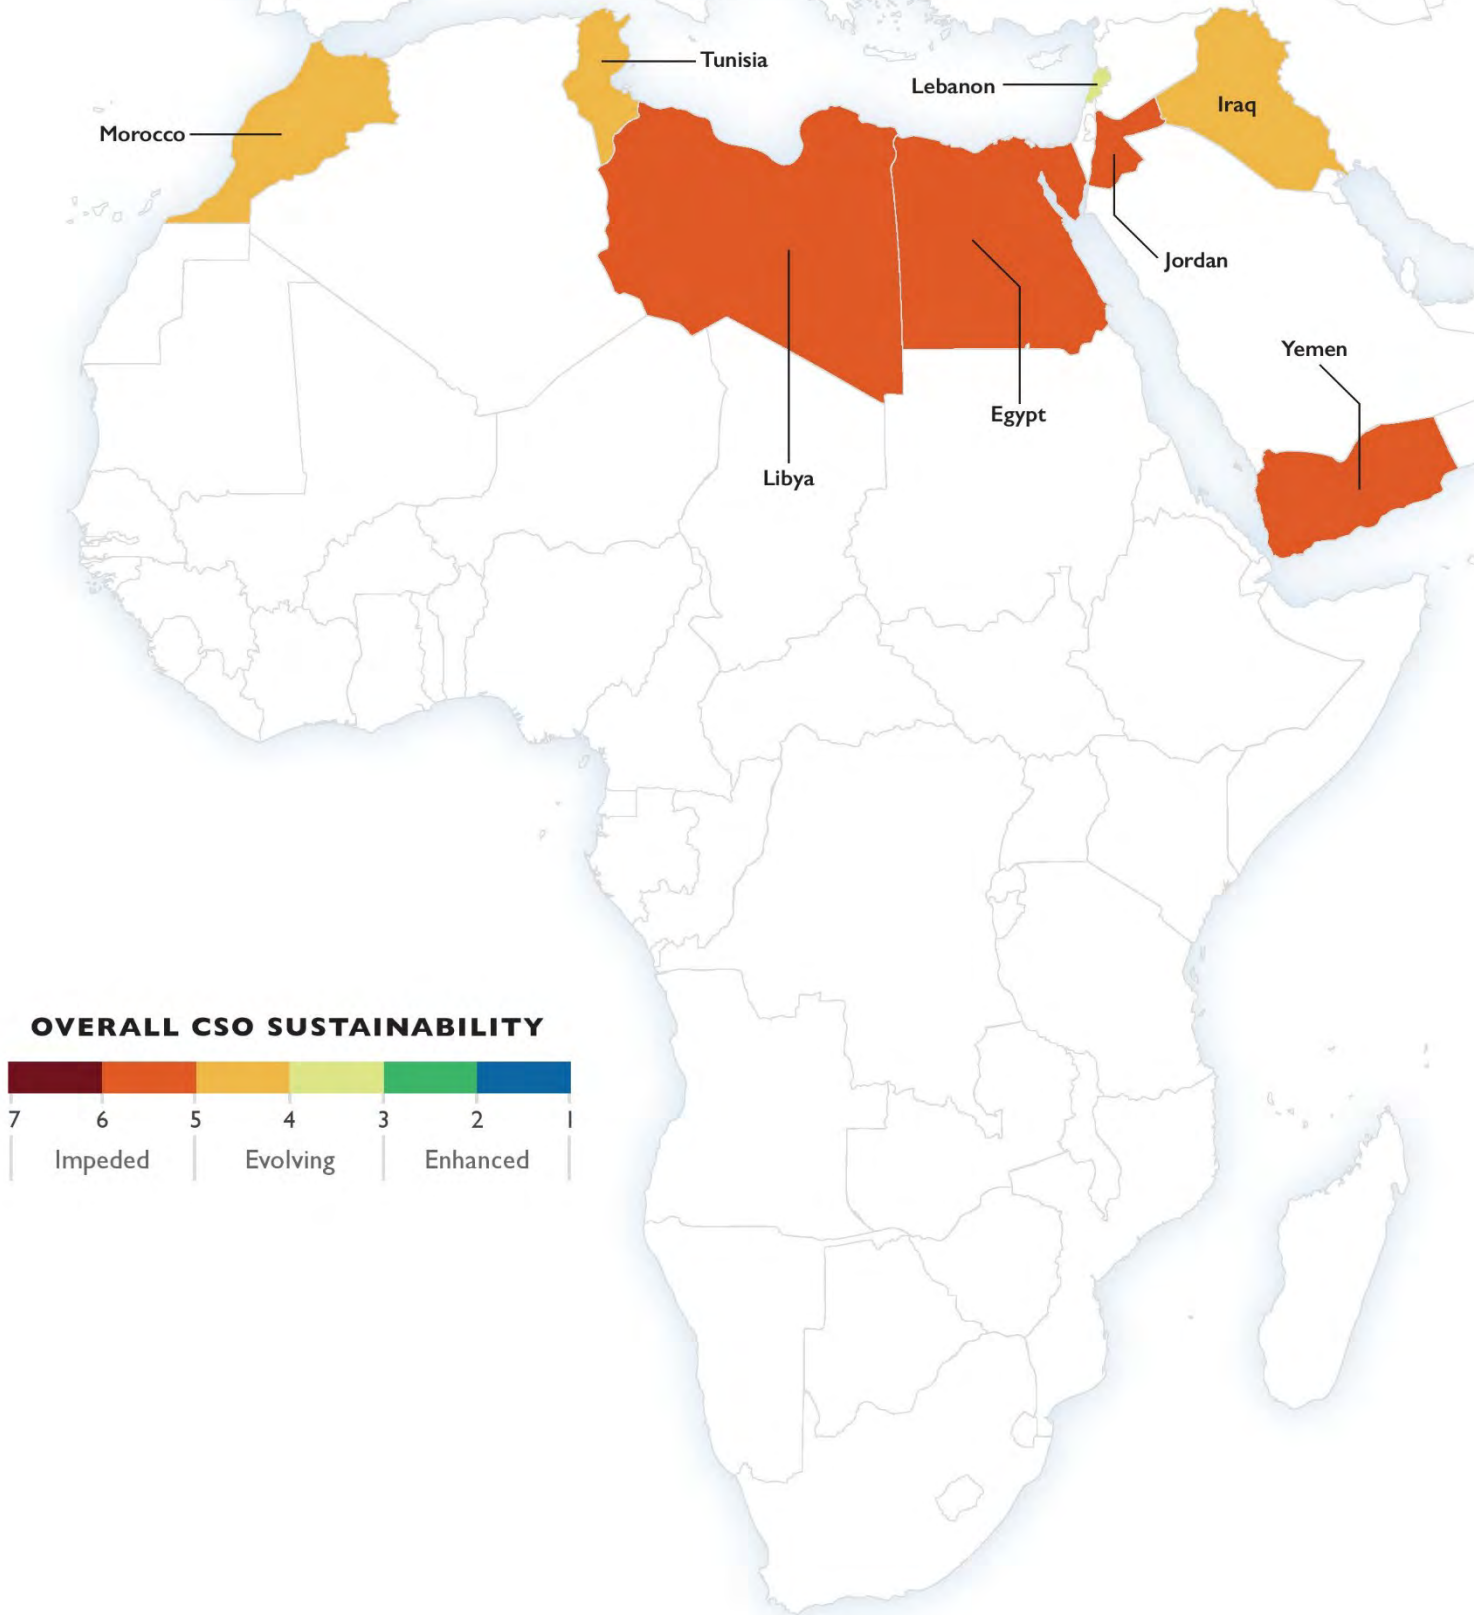 Tunisia
Lebanon
Iraq
Morocco
Jordan
Yemen
Egypt
Libya
OVERALL CSO SUSTAINABILITY
7 6 5 4 3 2 1
Impeded Evolving Enhanced